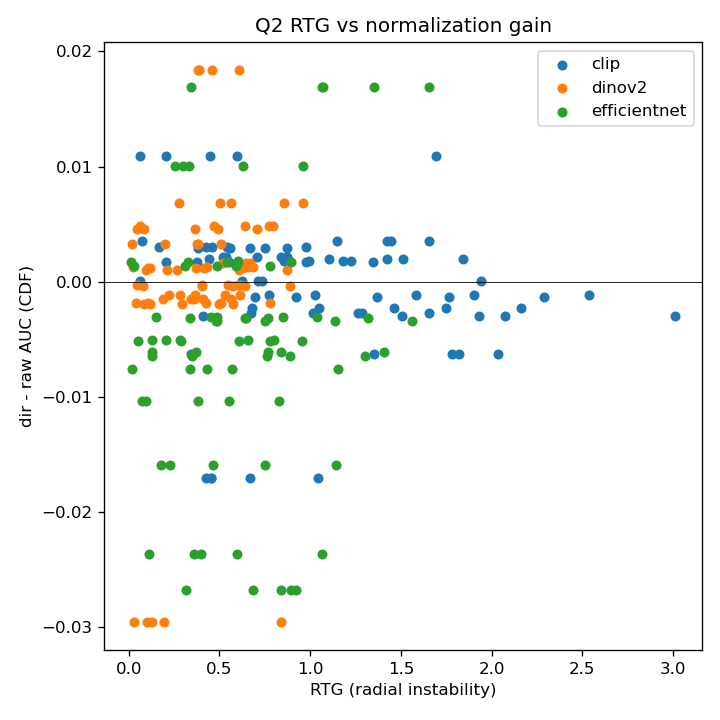 Q2 RTG vs normalization gain
clip
dinov2
efficientnet
dir - raw AUC (CDF)
0.02
0.01
0.00
−0.01
−0.02
−0.03
0.0 0.5 1.0 1.5 2.0 2.5 3.0
RTG (radial instability)